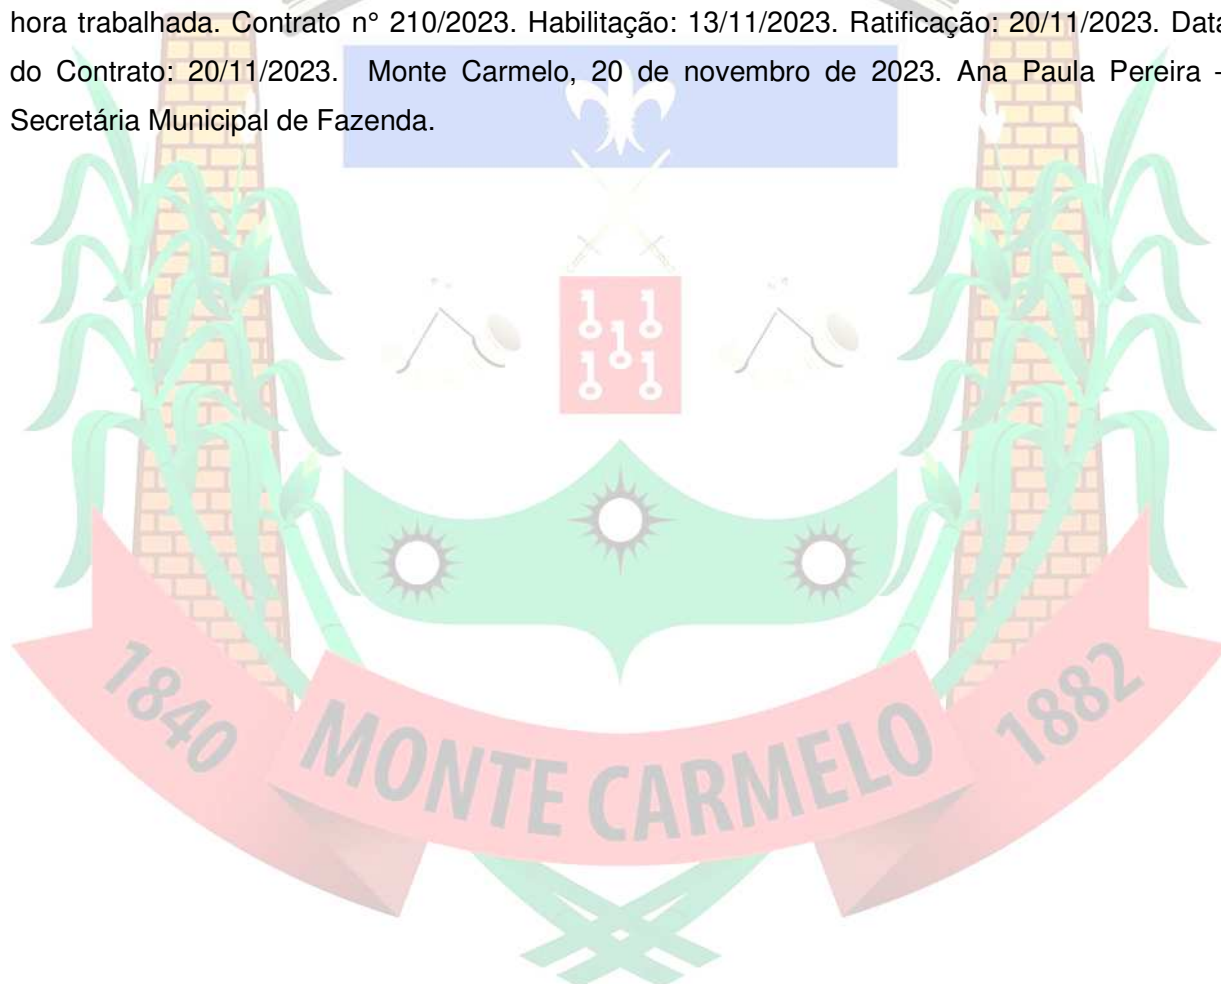 hora trabalhada. Contrato n° 210/2023. Habilitação: 13/11/2023. Ratificação: 20/11/2023. Data
do Contrato: 20/11/2023. Monte Carmelo, 20 de novembro de 2023. Ana Paula Pereira -
Secretária Municipal de Fazenda.
1840
MONTE CARMELO
1882